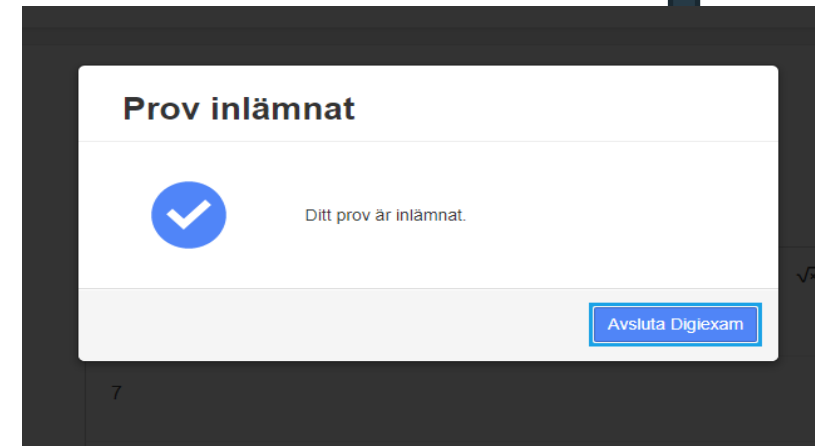 Prov inlämnat
Ditt prov är inlämnat.
Avsluta Digiexam
√x
7